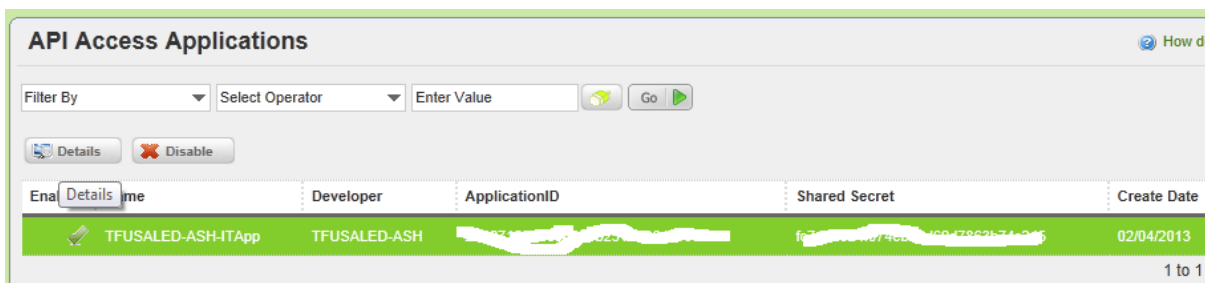 API Access Applications
How d
Filter By Select Operator Enter Value Go
Details Disable
Details
Enal me Developer ApplicationID Shared Secret Create Date
TFUSALED-ASH-ITApp TFUSALED-ASH 02/04/2013
1 to 1